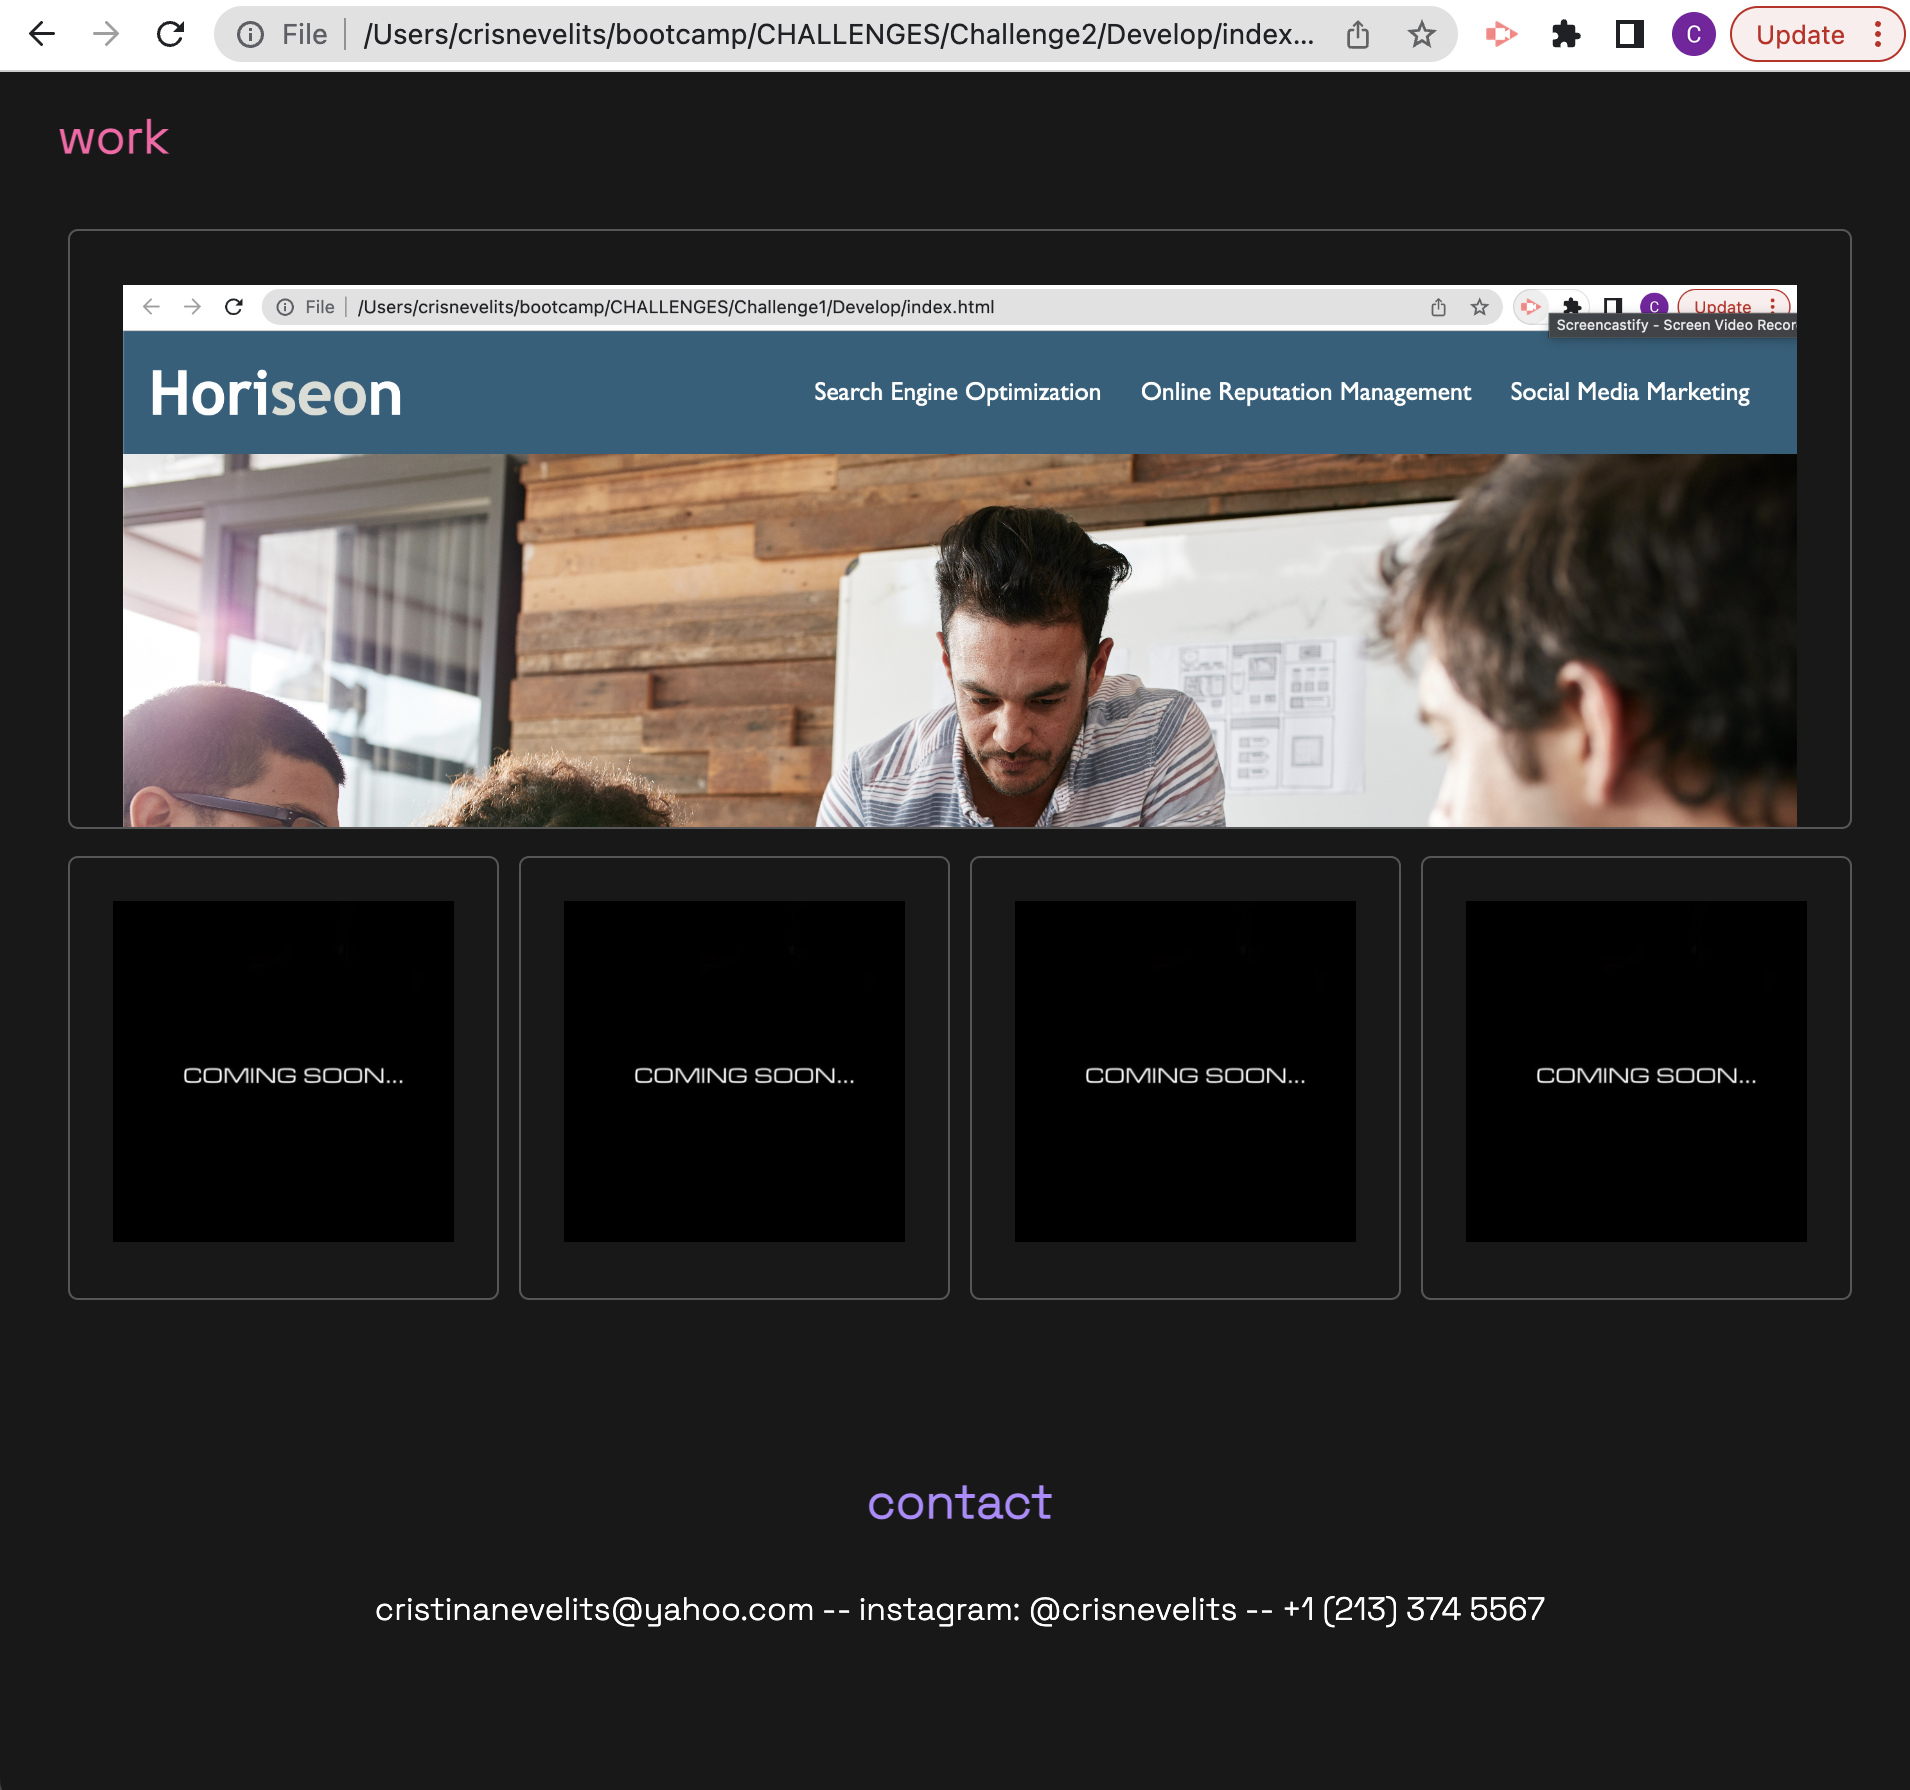 File | /Users/crisnevelits/bootcamp/CHALLENGES/Challenge2/Develop/index... C Update
work
File | /Users/crisnevelits/bootcamp/CHALLENGES/Challenge1/Develop/index.html C Update
Screencastify - Screen Video Recor
Horiseon Search Engine Optimization Online Reputation Management Social Media Marketing
COMING SOON... COMING SOON... COMING SOON... COMING SOON...
contact
cristinanevelits@yahoo.com -- instagram: @crisnevelits -- +1 (213) 374 5567